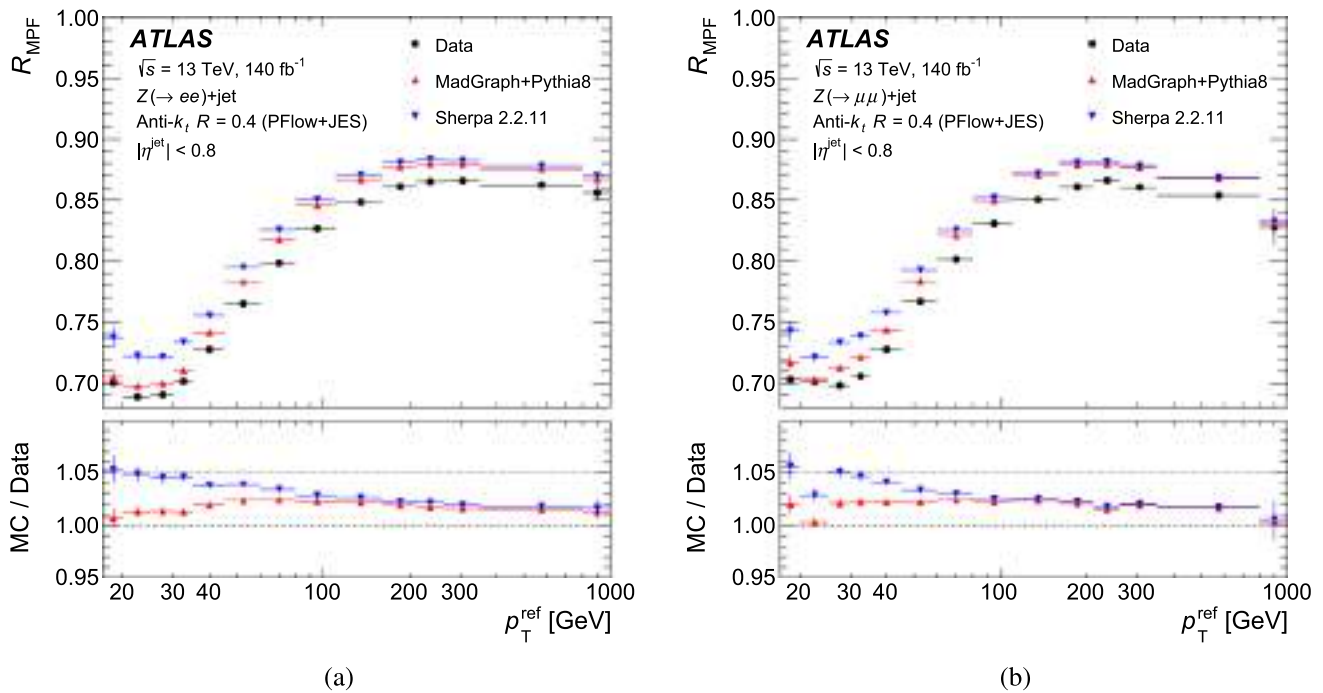 R_MPF
1.00
0.95
0.90
0.85
0.80
0.75
0.70
ATLAS
√s = 13 TeV, 140 fb⁻¹
Z(→ ee)+jet
Anti-k_t R = 0.4 (PFlow+JES)
|η^jet| < 0.8
Data
MadGraph+Pythia8
Sherpa 2.2.11
MC / Data
1.05
1.00
0.95
20 30 40 100 200 300 1000
p_T^ref [GeV]
(a)
R_MPF
1.00
0.95
0.90
0.85
0.80
0.75
0.70
ATLAS
√s = 13 TeV, 140 fb⁻¹
Z(→ μμ)+jet
Anti-k_t R = 0.4 (PFlow+JES)
|η^jet| < 0.8
Data
MadGraph+Pythia8
Sherpa 2.2.11
MC / Data
1.05
1.00
0.95
20 30 40 100 200 300 1000
p_T^ref [GeV]
(b)